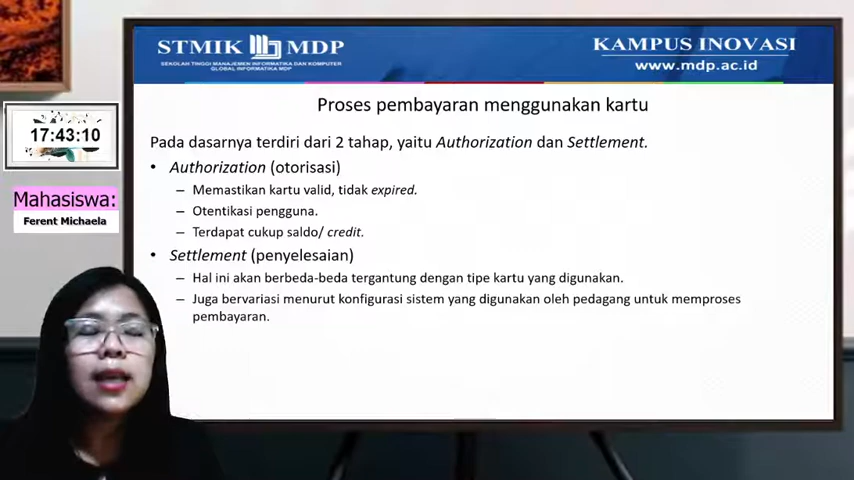 STMIK MDP
SEKOLAH TINGGI MANAJEMEN INFORMATIKA DAN KOMPUTER
GLOBAL INFORMATIKA MDP
KAMPUS INOVASI
www.mdp.ac.id
Proses pembayaran menggunakan kartu
17:43:10
Pada dasarnya terdiri dari 2 tahap, yaitu Authorization dan Settlement.
• Authorization (otorisasi)
– Memastikan kartu valid, tidak expired.
– Otentikasi pengguna.
– Terdapat cukup saldo/ credit.
• Settlement (penyelesaian)
– Hal ini akan berbeda-beda tergantung dengan tipe kartu yang digunakan.
– Juga bervariasi menurut konfigurasi sistem yang digunakan oleh pedagang untuk memproses
pembayaran.
Mahasiswa:
Ferent Michaela